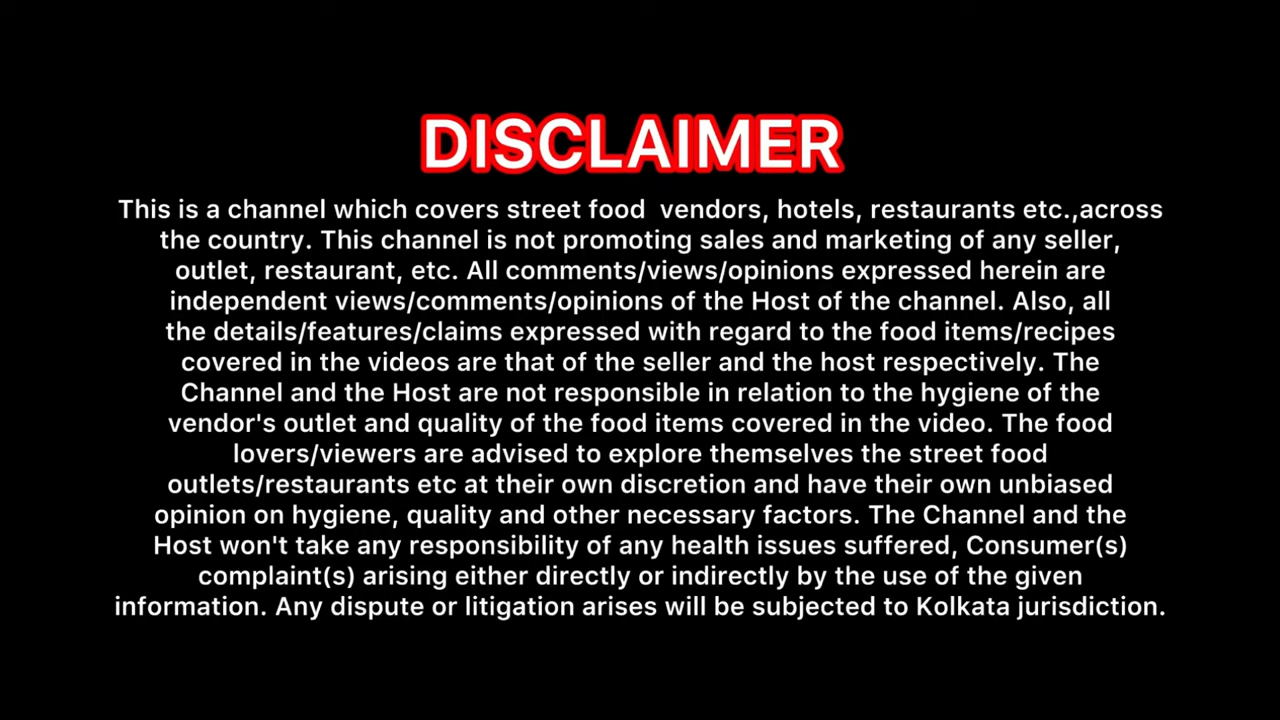 DISCLAIMER
This is a channel which covers street food  vendors, hotels, restaurants etc.,across
the country. This channel is not promoting sales and marketing of any seller,
outlet, restaurant, etc. All comments/views/opinions expressed herein are
independent views/comments/opinions of the Host of the channel. Also, all
the details/features/claims expressed with regard to the food items/recipes
covered in the videos are that of the seller and the host respectively. The
Channel and the Host are not responsible in relation to the hygiene of the
vendor's outlet and quality of the food items covered in the video. The food
lovers/viewers are advised to explore themselves the street food
outlets/restaurants etc at their own discretion and have their own unbiased
opinion on hygiene, quality and other necessary factors. The Channel and the
Host won't take any responsibility of any health issues suffered, Consumer(s)
complaint(s) arising either directly or indirectly by the use of the given
information. Any dispute or litigation arises will be subjected to Kolkata jurisdiction.